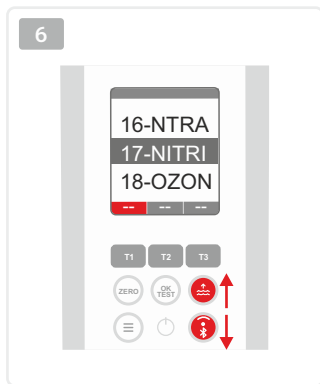 6
16-NTRA
17-NITRI
18-OZON
-- -- --
T1 T2 T3
ZERO OK TEST